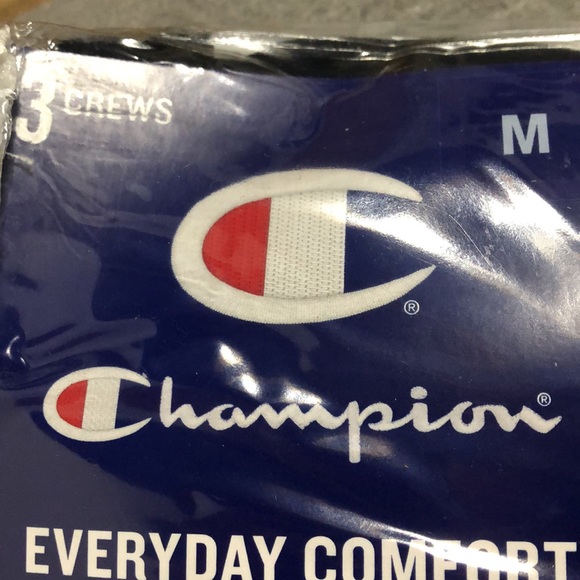 3 CREWS
M
®
Champion®
EVERYDAY COMFORT